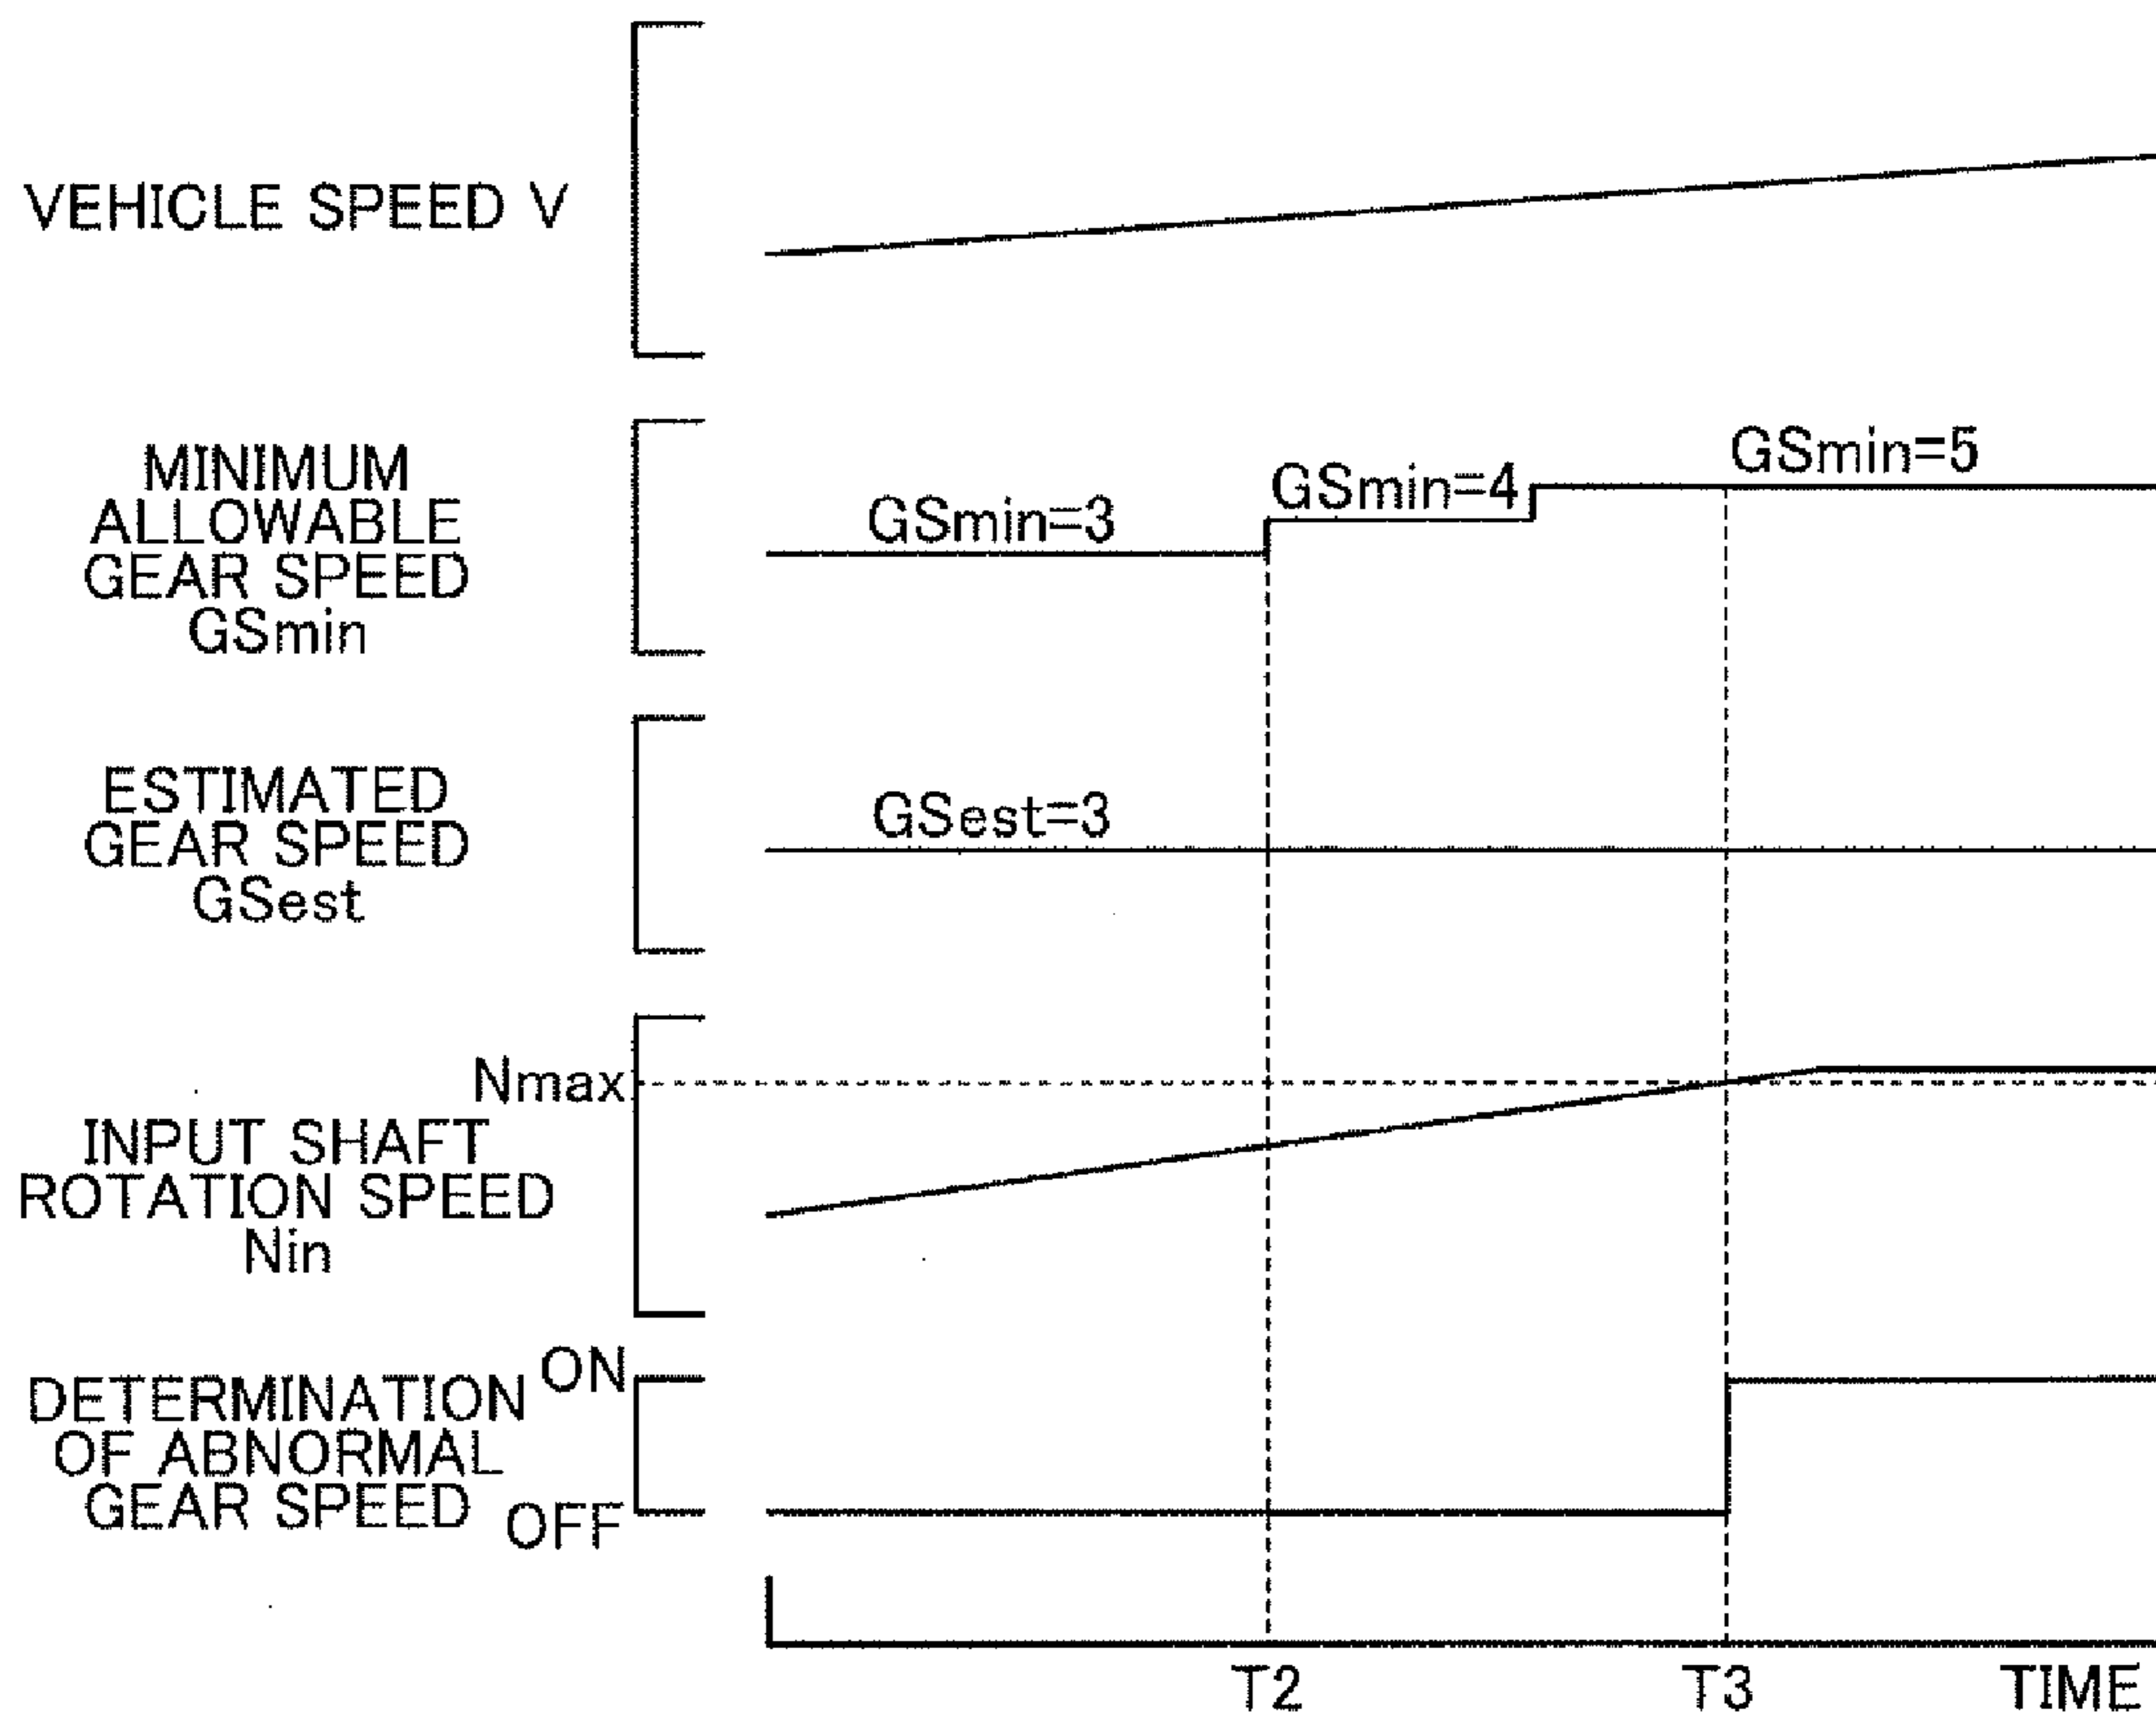 VEHICLE SPEED V
MINIMUM
ALLOWABLE
GEAR SPEED
GSmin
GSmin=3
GSmin=4
GSmin=5
ESTIMATED
GEAR SPEED
GSest
GSest=3
Nmax
INPUT SHAFT
ROTATION SPEED
Nin
ON
DETERMINATION
OF ABNORMAL
GEAR SPEED
OFF
T2
T3
TIME